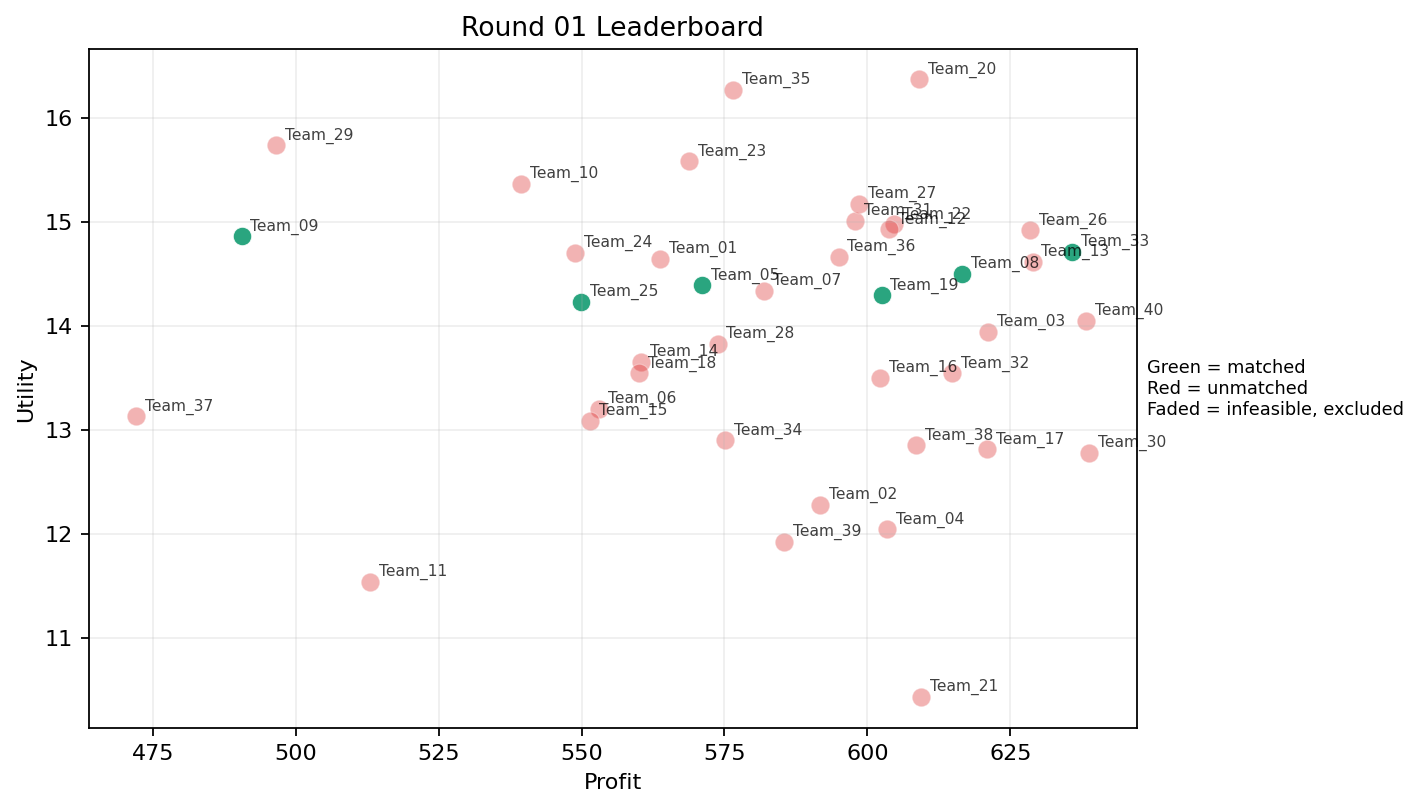 Round 01 Leaderboard
Team_20
Team_35
Team_29
Team_23
Team_10
Team_27
Team_31
Team_22
Team_12
Team_26
Team_09
Team_33
Team_13
Team_24
Team_01
Team_36
Team_08
Team_05
Team_07
Team_19
Team_25
Team_40
Team_03
Team_28
Team_14
Team_18
Team_16
Team_32
Team_06
Team_15
Team_37
Team_34
Team_38
Team_17
Team_30
Team_02
Team_04
Team_39
Team_11
Team_21
16
15
14
13
12
11
Utility
475
500
525
550
575
600
625
Profit
Green = matched
Red = unmatched
Faded = infeasible, excluded